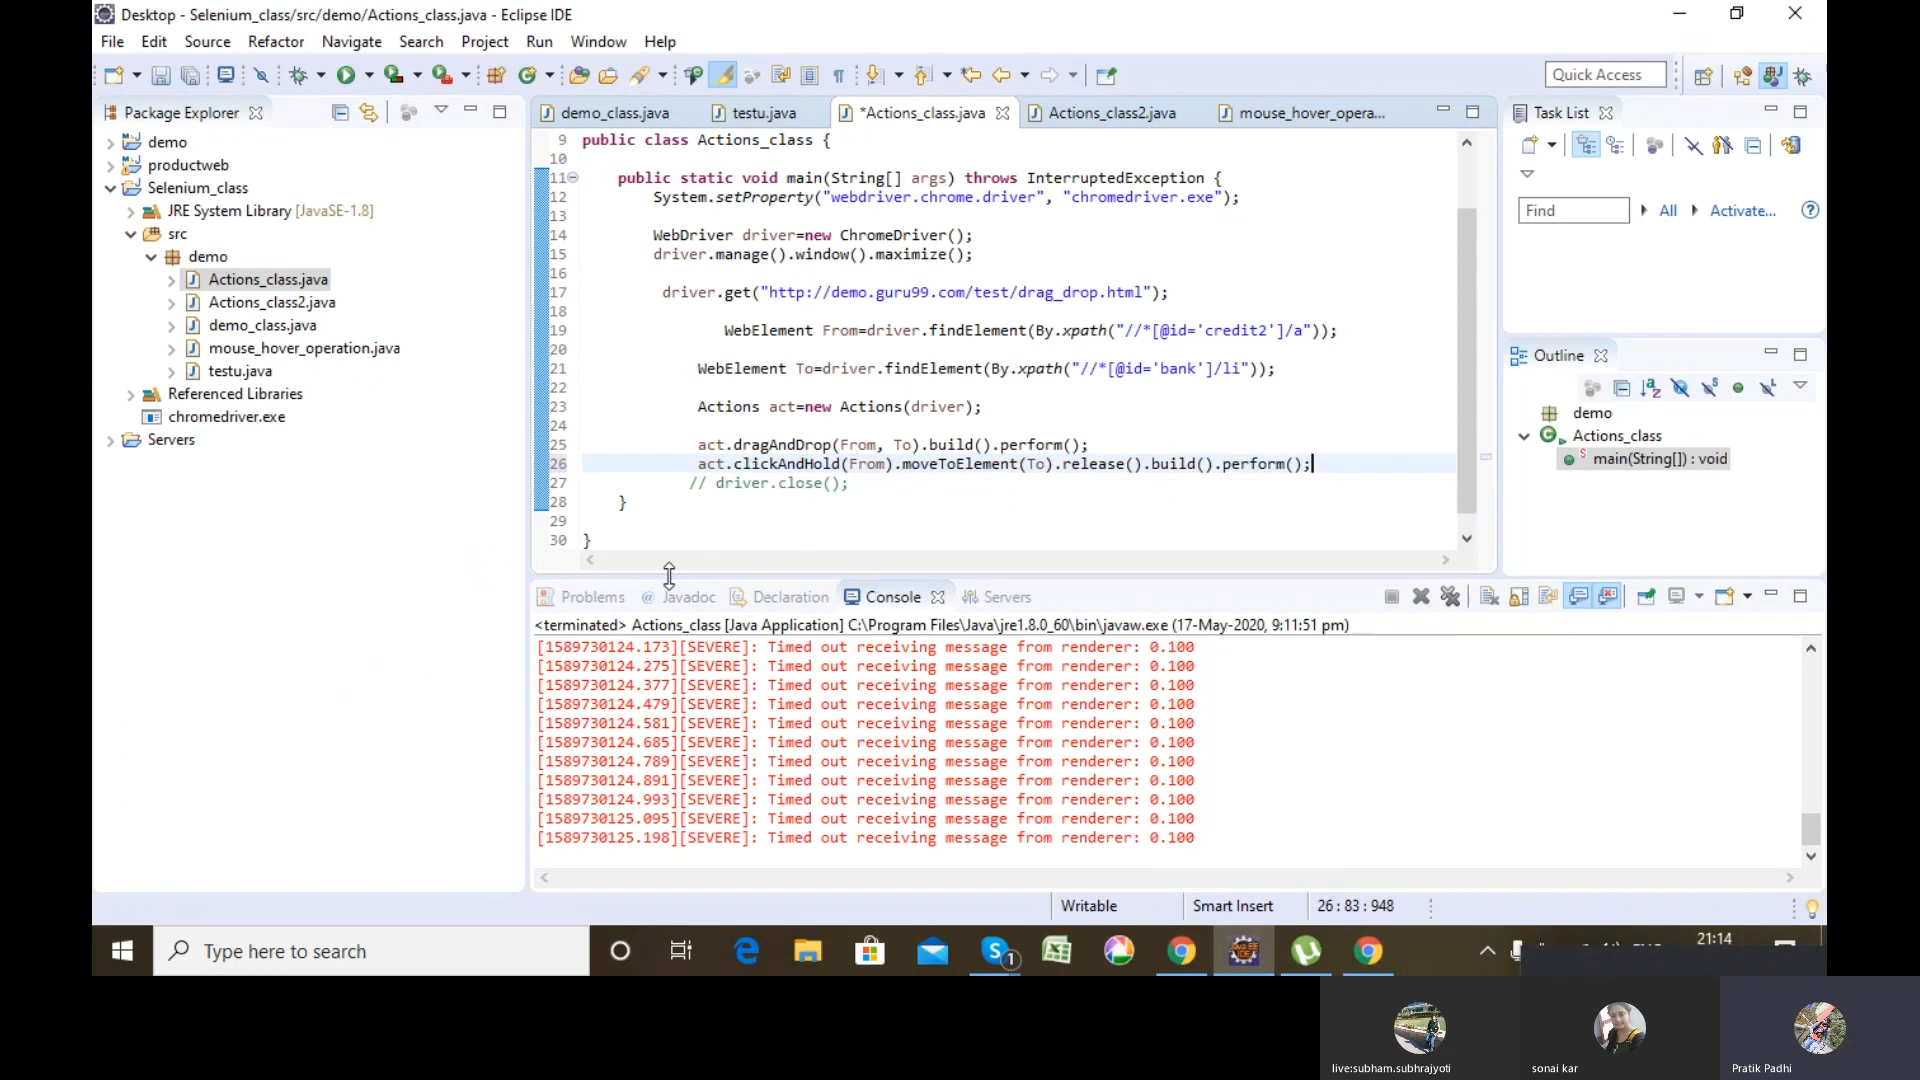 Desktop - Selenium_class/src/demo/Actions_class.java - Eclipse IDE
File Edit Source Refactor Navigate Search Project Run Window Help
Quick Access
Package Explorer
demo
productweb
Selenium_class
JRE System Library [JavaSE-1.8]
src
demo
Actions_class.java
Actions_class2.java
demo_class.java
mouse_hover_operation.java
testu.java
Referenced Libraries
chromedriver.exe
Servers
demo_class.java testu.java *Actions_class.java Actions_class2.java mouse_hover_opera...
9 public class Actions_class {
10
11 public static void main(String[] args) throws InterruptedException {
12 System.setProperty("webdriver.chrome.driver", "chromedriver.exe");
13
14 WebDriver driver=new ChromeDriver();
15 driver.manage().window().maximize();
16
17 driver.get("http://demo.guru99.com/test/drag_drop.html");
18
19 WebElement From=driver.findElement(By.xpath("//*[@id='credit2']/a"));
20
21 WebElement To=driver.findElement(By.xpath("//*[@id='bank']/li"));
22
23 Actions act=new Actions(driver);
24
25 act.dragAndDrop(From, To).build().perform();
26 act.clickAndHold(From).moveToElement(To).release().build().perform();
27 // driver.close();
28 }
29
30 }
Task List
Find All Activate...
Outline
demo
Actions_class
main(String[]) : void
Problems @ Javadoc Declaration Console Servers
<terminated> Actions_class [Java Application] C:\Program Files\Java\jre1.8.0_60\bin\javaw.exe (17-May-2020, 9:11:51 pm)
[1589730124.173][SEVERE]: Timed out receiving message from renderer: 0.100
[1589730124.275][SEVERE]: Timed out receiving message from renderer: 0.100
[1589730124.377][SEVERE]: Timed out receiving message from renderer: 0.100
[1589730124.479][SEVERE]: Timed out receiving message from renderer: 0.100
[1589730124.581][SEVERE]: Timed out receiving message from renderer: 0.100
[1589730124.685][SEVERE]: Timed out receiving message from renderer: 0.100
[1589730124.789][SEVERE]: Timed out receiving message from renderer: 0.100
[1589730124.891][SEVERE]: Timed out receiving message from renderer: 0.100
[1589730124.993][SEVERE]: Timed out receiving message from renderer: 0.100
[1589730125.095][SEVERE]: Timed out receiving message from renderer: 0.100
[1589730125.198][SEVERE]: Timed out receiving message from renderer: 0.100
Writable Smart Insert 26 : 83 : 948
Type here to search
1
21:14
live:subham.subhrajyoti sonai kar Pratik Padhi